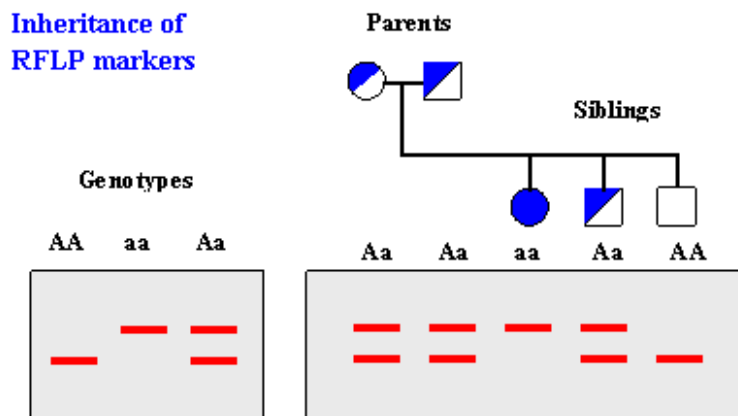 Inheritance of
RFLP markers
Parents
Siblings
Genotypes
AA aa Aa
Aa Aa aa Aa AA